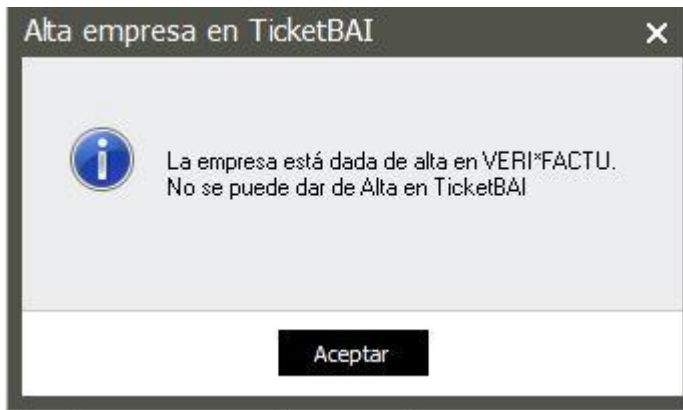 Alta empresa en TicketBAI
La empresa está dada de alta en VERI*FACTU.
No se puede dar de Alta en TicketBAI
Aceptar